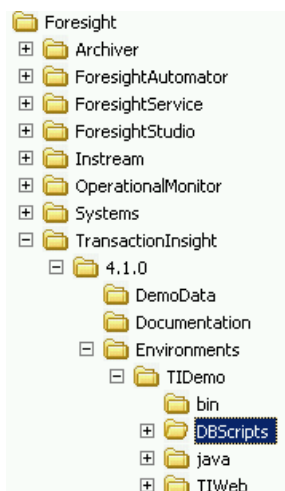 Foresight
Archiver
ForesightAutomator
ForesightService
ForesightStudio
Instream
OperationalMonitor
Systems
TransactionInsight
4.1.0
DemoData
Documentation
Environments
TIDemo
bin
DBScripts
java
TIWeb